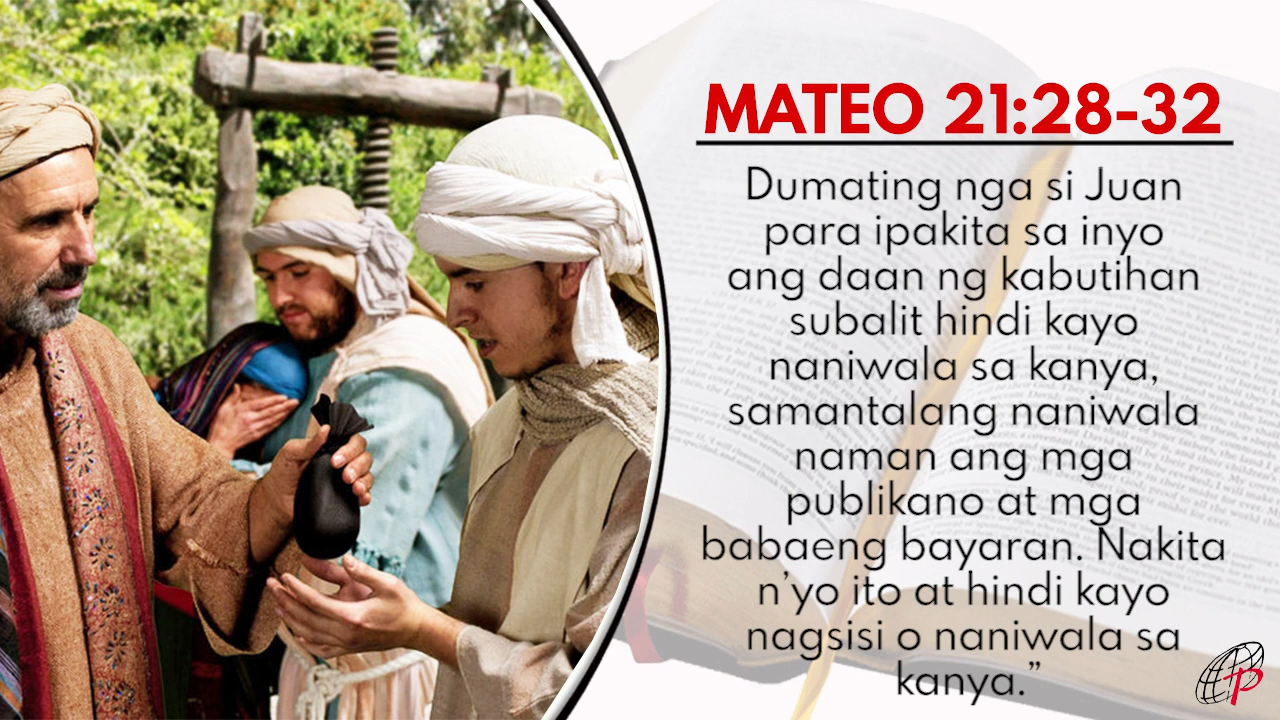 MATEO 21:28-32
Dumating nga si Juan
para ipakita sa inyo
ang daan ng kabutihan
subalit hindi kayo
naniwala sa kanya,
samantalang naniwala
naman ang mga
publikano at mga
babaeng bayaran. Nakita
n’yo ito at hindi kayo
nagsisi o naniwala sa
kanya.”